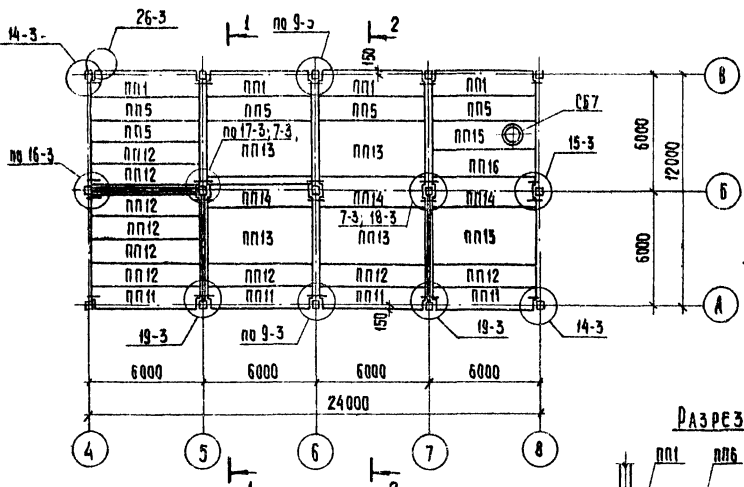 26-3
14-3
1
по 9-3
2
150
В
ПП1 ПП1 ПП1 ПП1
ПП5 ПП5 ПП5 ПП5
СБ7
ПП5 по 17-3; 7-3, ПП15
15-3
6000
12000
по 16-3
ПП12 ПП13 ПП13
ПП12 ПП16
Б
ПП12 ПП14 ПП14 ПП14
7-3; 18-3
ПП12 ПП13 ПП13 ПП13
6000
ПП12
ПП12 ПП12 ПП12 ПП12
ПП11 ПП11 ПП11 ПП11
А
19-3
по 9-3
150
19-3
14-3
6000 6000 6000 6000
24000
4 5 6 7 8
Разрез
1 2
ПП1 ПП6